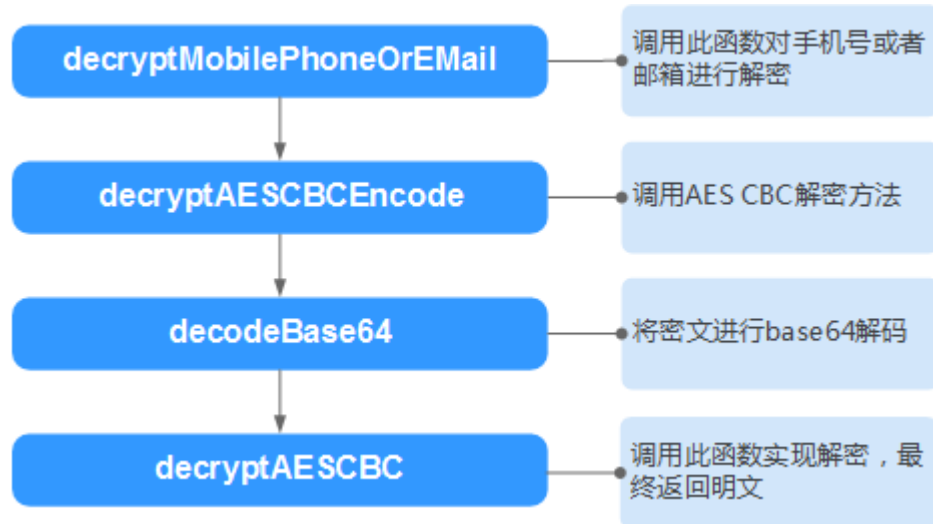 decryptMobilePhoneOrEMail
调用此函数对手机号或者
邮箱进行解密
decryptAESCBCEncode
调用AES CBC解密方法
decodeBase64
将密文进行base64解码
decryptAESCBC
调用此函数实现解密，最
终返回明文